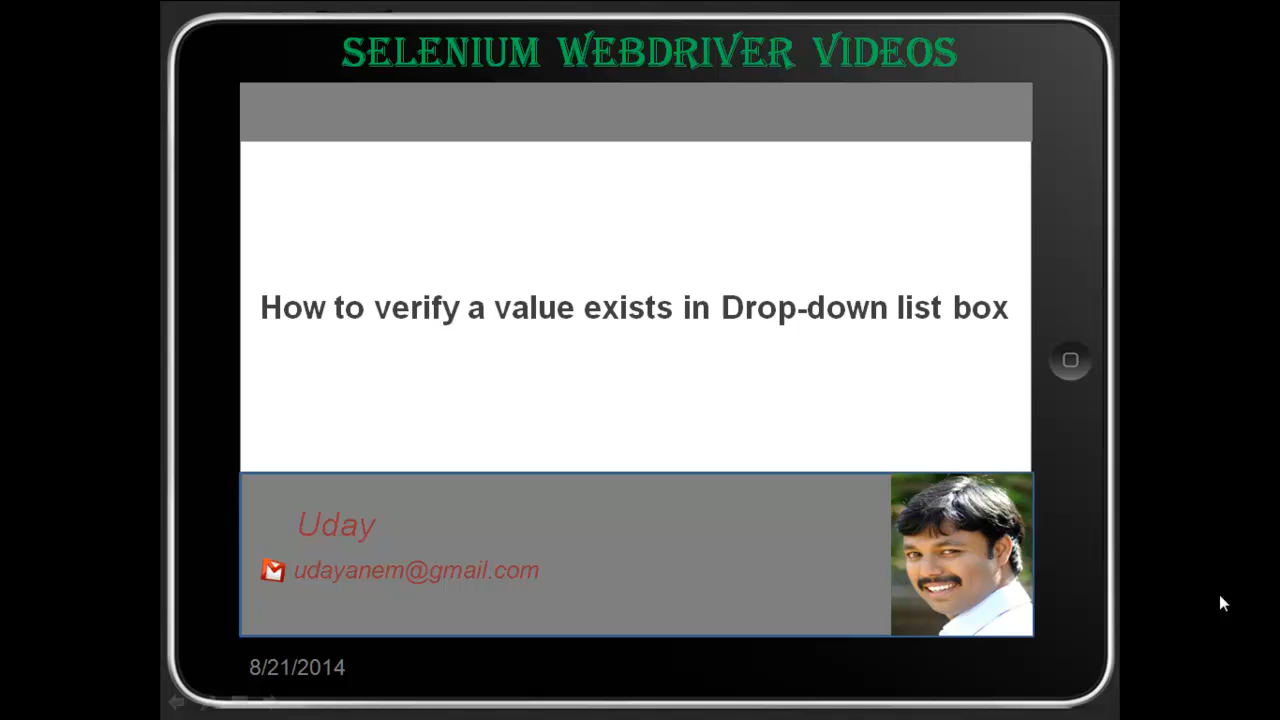 SELENIUM WEBDRIVER VIDEOS
How to verify a value exists in Drop-down list box
Uday
udayanem@gmail.com
8/21/2014